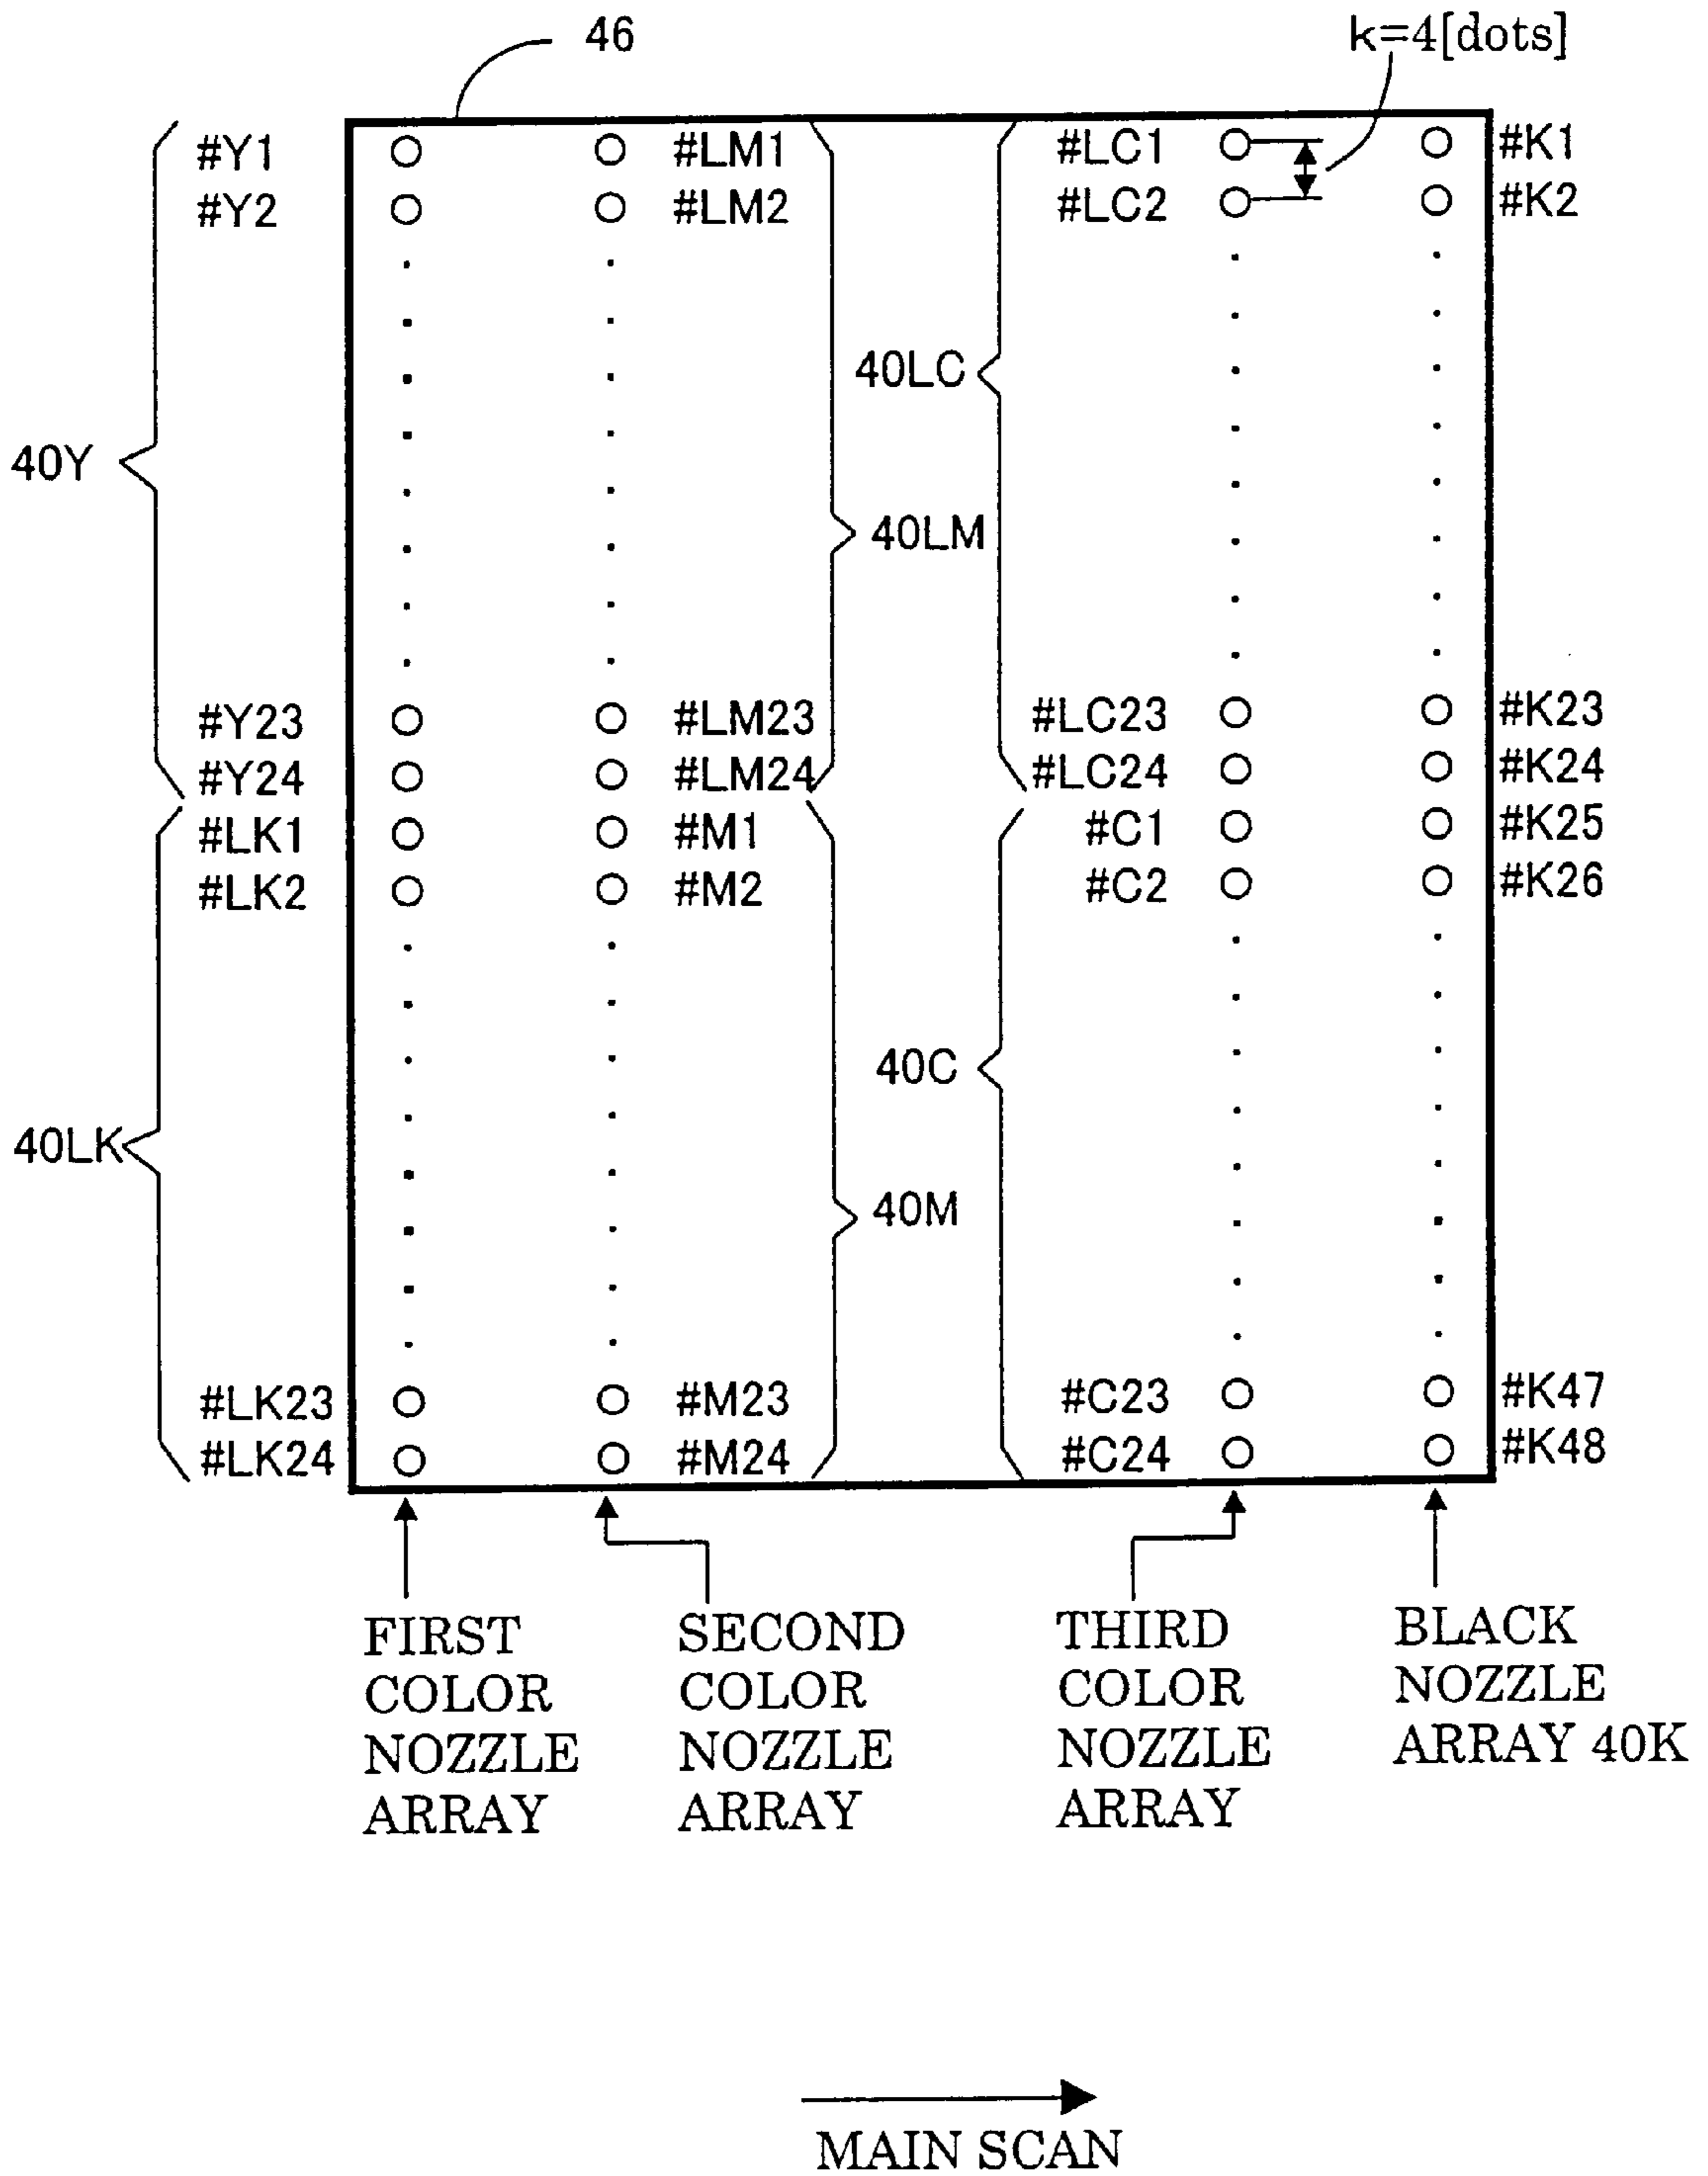 46
k=4[dots]
#Y1 #LM1 #LC1 #K1
#Y2 #LM2 #LC2 #K2
40LC
40Y
40LM
#Y23 #LM23 #LC23 #K23
#Y24 #LM24 #LC24 #K24
#LK1 #M1 #C1 #K25
#LK2 #M2 #C2 #K26
40C
40LK
40M
#LK23 #M23 #C23 #K47
#LK24 #M24 #C24 #K48
FIRST
COLOR
NOZZLE
ARRAY
SECOND
COLOR
NOZZLE
ARRAY
THIRD
COLOR
NOZZLE
ARRAY
BLACK
NOZZLE
ARRAY 40K
MAIN SCAN